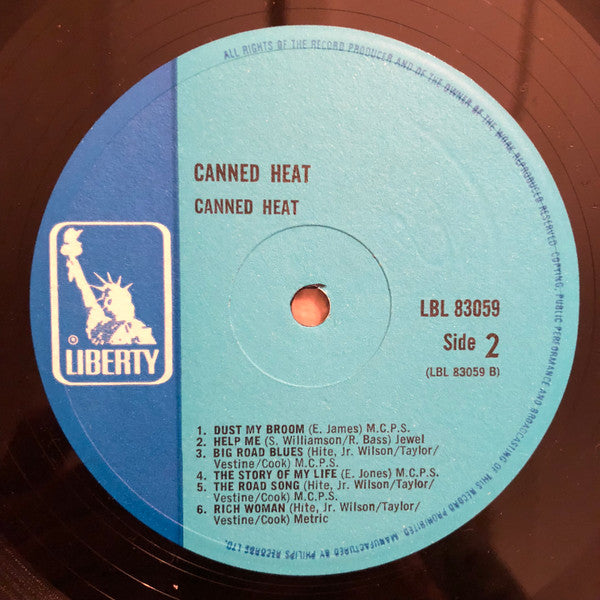 ALL RIGHTS OF THE RECORD PRODUCER AND OF THE OWNER OF THE WORK REPRODUCED RESERVED. COPYING, PUBLIC PERFORMANCE AND BROADCASTING OF THIS RECORD PROHIBITED. MANUFACTURED BY PHILIPS RECORDS LTD.
CANNED HEAT
CANNED HEAT
LBL 83059
Side 2
(LBL 83059 B)
® LIBERTY
1. DUST MY BROOM (E. James) M.C.P.S.
2. HELP ME (S. Williamson/R. Bass) Jewel
3. BIG ROAD BLUES (Hite, Jr. Wilson/Taylor/
Vestine/Cook) M.C.P.S.
4. THE STORY OF MY LIFE (E. Jones) M.C.P.S.
5. THE ROAD SONG (Hite, Jr. Wilson/Taylor/
Vestine/Cook) M.C.P.S.
6. RICH WOMAN (Hite, Jr. Wilson/Taylor/
Vestine/Cook) Metric